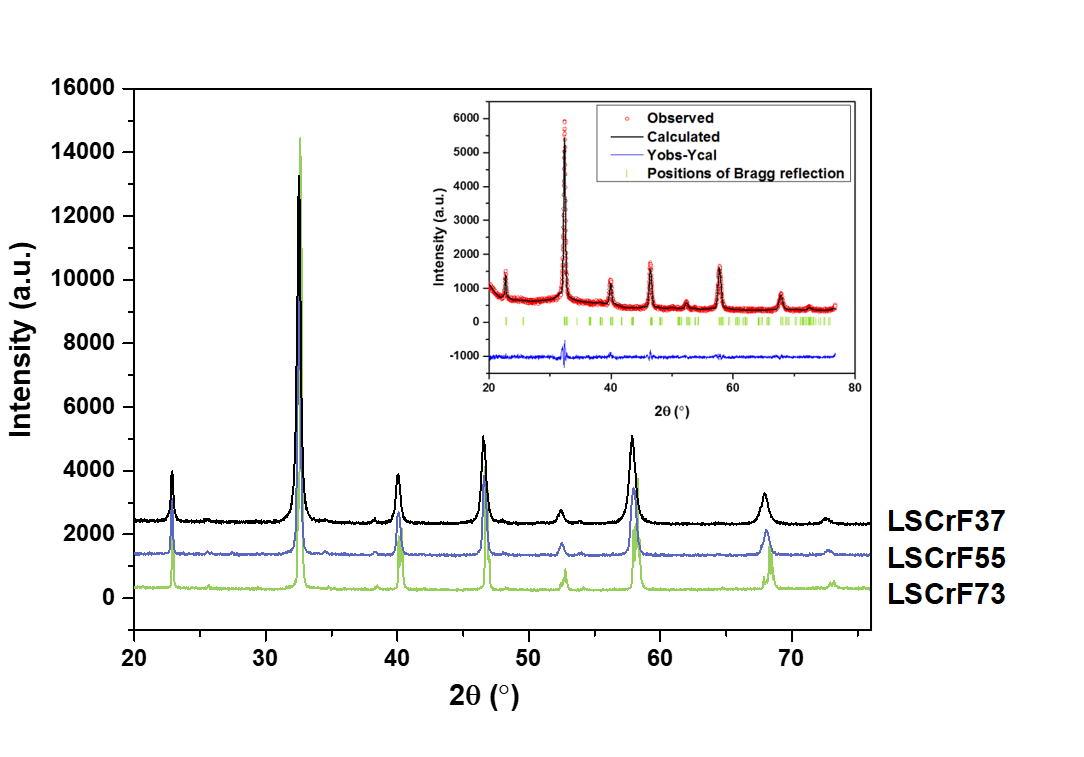 16000
14000
12000
10000
8000
6000
4000
2000
0
Intensity (a.u.)
20 30 40 50 60 70
2θ (°)
LSCrF37
LSCrF55
LSCrF73
6000
5000
4000
3000
2000
1000
0
-1000
Intensity (a.u.)
20 40 60 80
2θ (°)
Observed
Calculated
Yobs-Ycal
Positions of Bragg reflection